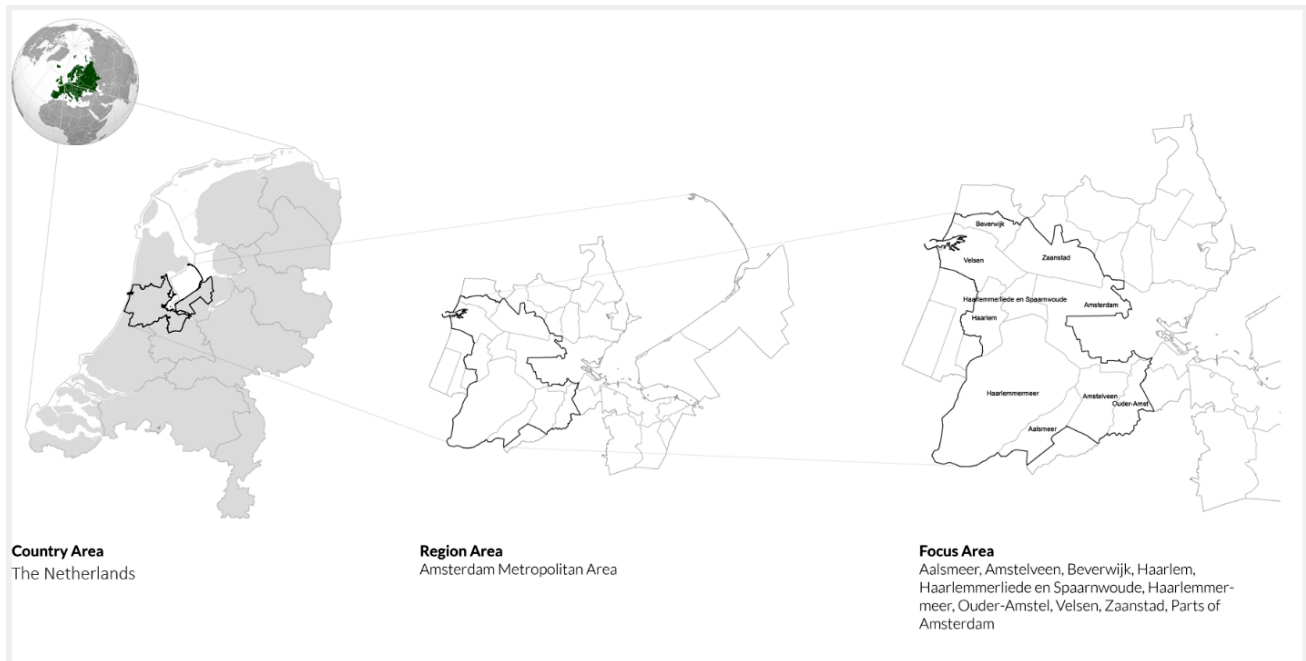 Beverwijk
Velsen
Zaanstad
Haarlemmerliede en Spaarnwoude
Amsterdam
Haarlem
Haarlemmermeer
Amstelveen
Ouder-Amst
Aalsmeer
Country Area
The Netherlands
Region Area
Amsterdam Metropolitan Area
Focus Area
Aalsmeer, Amstelveen, Beverwijk, Haarlem,
Haarlemmerliede en Spaarnwoude, Haarlemmer-
meer, Ouder-Amstel, Velsen, Zaanstad, Parts of
Amsterdam